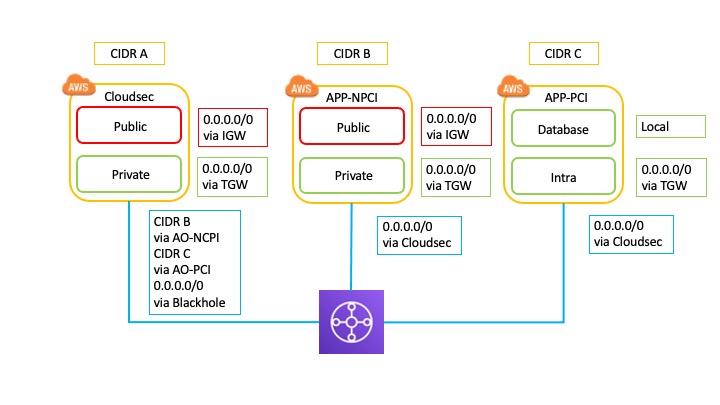 CIDR A
CIDR B
CIDR C
AWS
Cloudsec
Public
Private
0.0.0.0/0
via IGW
0.0.0.0/0
via TGW
AWS
APP-NPCI
Public
Private
0.0.0.0/0
via IGW
0.0.0.0/0
via TGW
AWS
APP-PCI
Database
Intra
Local
0.0.0.0/0
via TGW
CIDR B
via AO-NCPI
CIDR C
via AO-PCI
0.0.0.0/0
via Blackhole
0.0.0.0/0
via Cloudsec
0.0.0.0/0
via Cloudsec